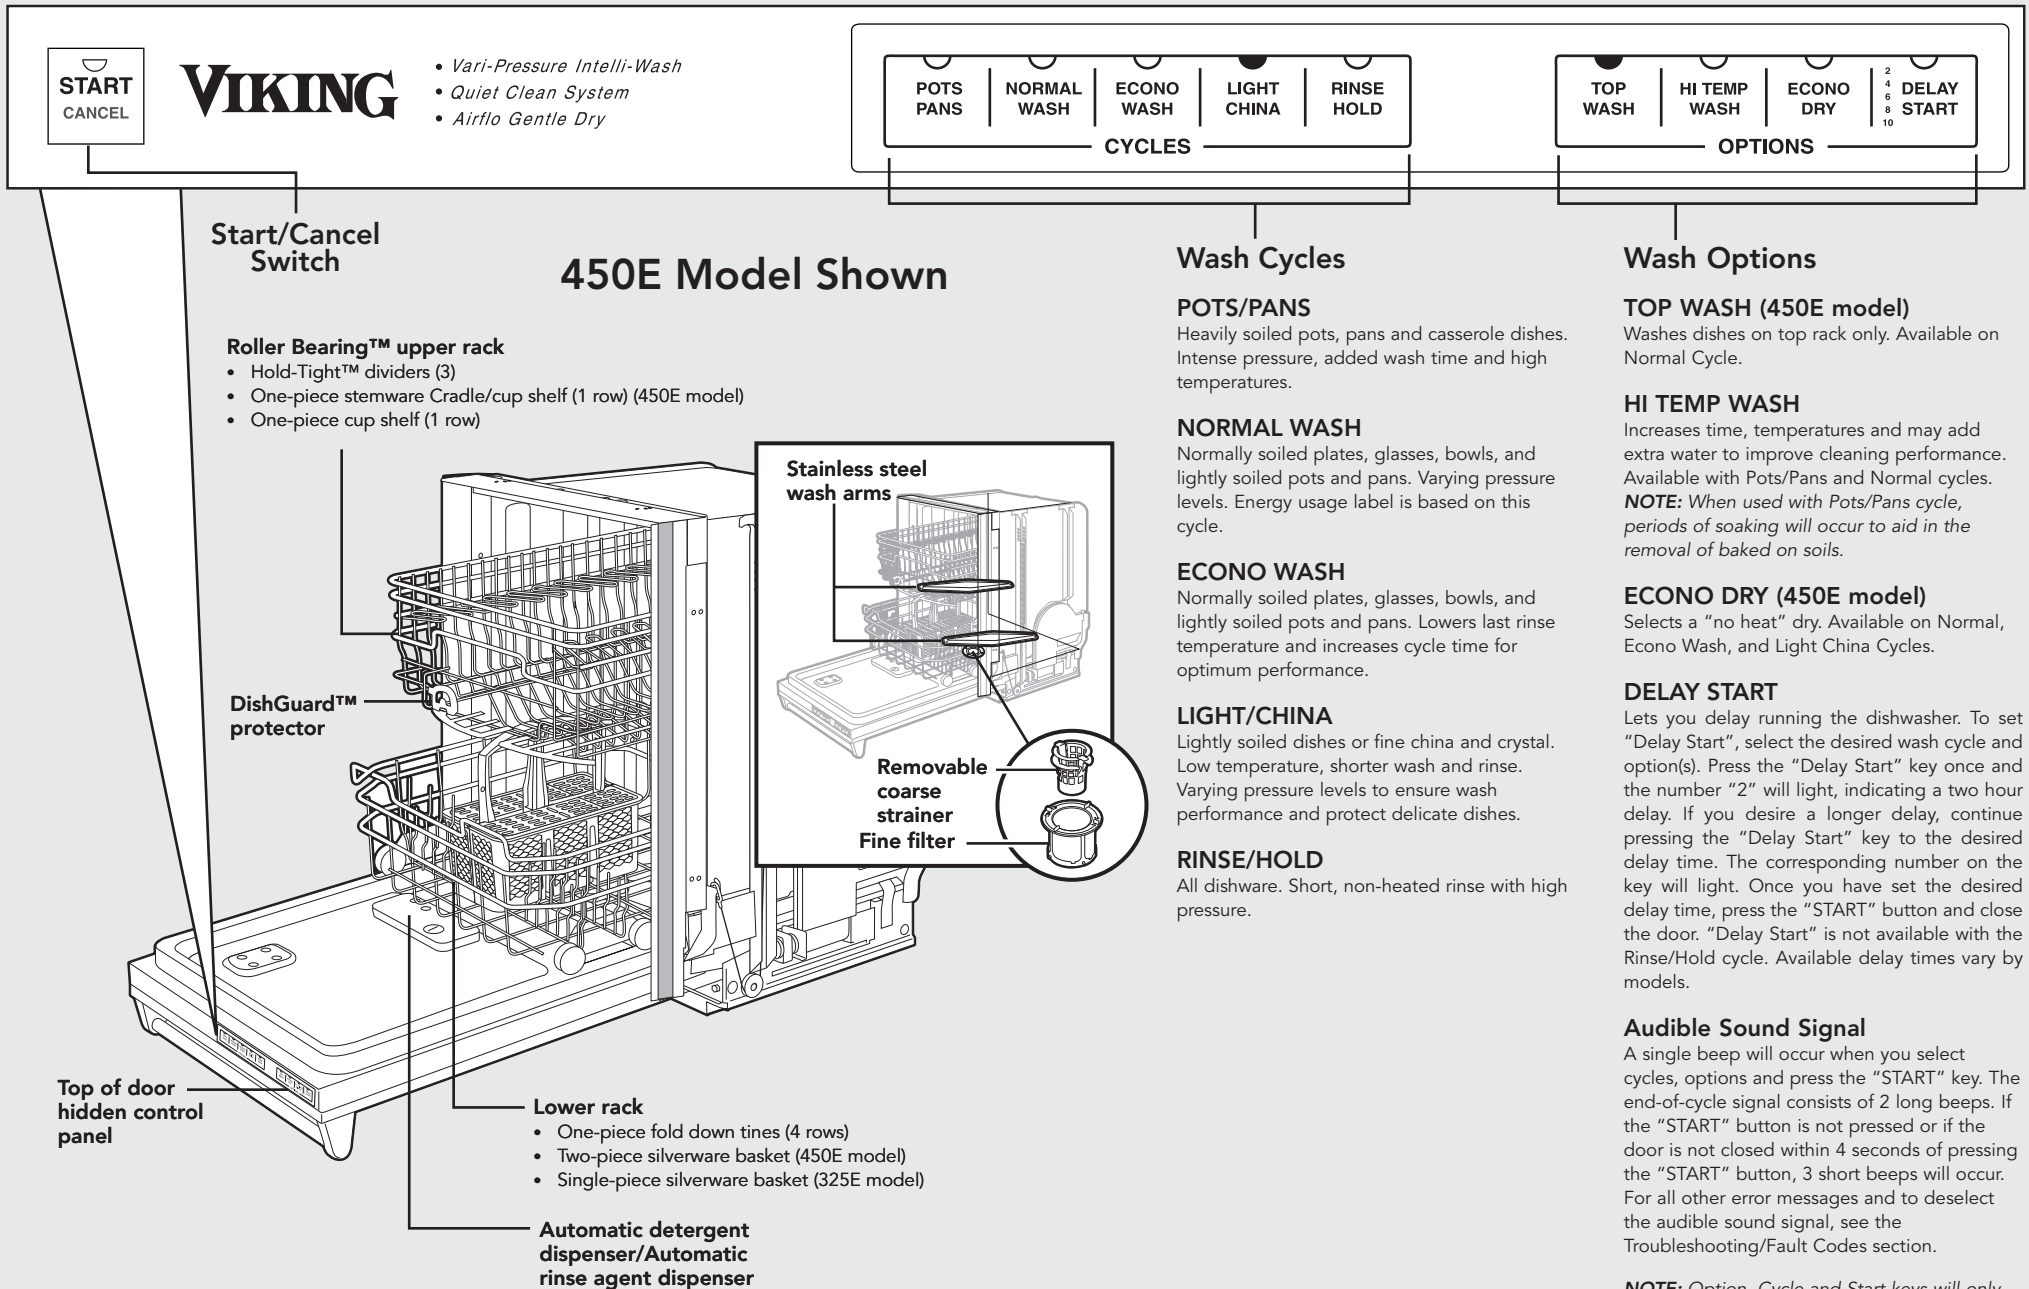 START
CANCEL
VIKING
• Vari-Pressure Intelli-Wash
• Quiet Clean System
• Airflo Gentle Dry
POTS
PANS
NORMAL
WASH
ECONO
WASH
LIGHT
CHINA
RINSE
HOLD
CYCLES
TOP
WASH
HI TEMP
WASH
ECONO
DRY
2
4
6
8
10
DELAY
START
OPTIONS
Start/Cancel
Switch
450E Model Shown
Roller Bearing™ upper rack
• Hold-Tight™ dividers (3)
• One-piece stemware Cradle/cup shelf (1 row) (450E model)
• One-piece cup shelf (1 row)
Stainless steel
wash arms
DishGuard™
protector
Removable
coarse
strainer
Fine filter
Top of door
hidden control
panel
Lower rack
• One-piece fold down tines (4 rows)
• Two-piece silverware basket (450E model)
• Single-piece silverware basket (325E model)
Automatic detergent
dispenser/Automatic
rinse agent dispenser
Wash Cycles
POTS/PANS
Heavily soiled pots, pans and casserole dishes.
Intense pressure, added wash time and high
temperatures.
NORMAL WASH
Normally soiled plates, glasses, bowls, and
lightly soiled pots and pans. Varying pressure
levels. Energy usage label is based on this
cycle.
ECONO WASH
Normally soiled plates, glasses, bowls, and
lightly soiled pots and pans. Lowers last rinse
temperature and increases cycle time for
optimum performance.
LIGHT/CHINA
Lightly soiled dishes or fine china and crystal.
Low temperature, shorter wash and rinse.
Varying pressure levels to ensure wash
performance and protect delicate dishes.
RINSE/HOLD
All dishware. Short, non-heated rinse with high
pressure.
Wash Options
TOP WASH (450E model)
Washes dishes on top rack only. Available on
Normal Cycle.
HI TEMP WASH
Increases time, temperatures and may add
extra water to improve cleaning performance.
Available with Pots/Pans and Normal cycles.
NOTE: When used with Pots/Pans cycle,
periods of soaking will occur to aid in the
removal of baked on soils.
ECONO DRY (450E model)
Selects a “no heat” dry. Available on Normal,
Econo Wash, and Light China Cycles.
DELAY START
Lets you delay running the dishwasher. To set
“Delay Start”, select the desired wash cycle and
option(s). Press the “Delay Start” key once and
the number “2” will light, indicating a two hour
delay. If you desire a longer delay, continue
pressing the “Delay Start” key to the desired
delay time. The corresponding number on the
key will light. Once you have set the desired
delay time, press the “START” button and close
the door. “Delay Start” is not available with the
Rinse/Hold cycle. Available delay times vary by
models.
Audible Sound Signal
A single beep will occur when you select
cycles, options and press the “START” key. The
end-of-cycle signal consists of 2 long beeps. If
the “START” button is not pressed or if the
door is not closed within 4 seconds of pressing
the “START” button, 3 short beeps will occur.
For all other error messages and to deselect
the audible sound signal, see the
Troubleshooting/Fault Codes section.
NOTE: Option, Cycle and Start keys will only